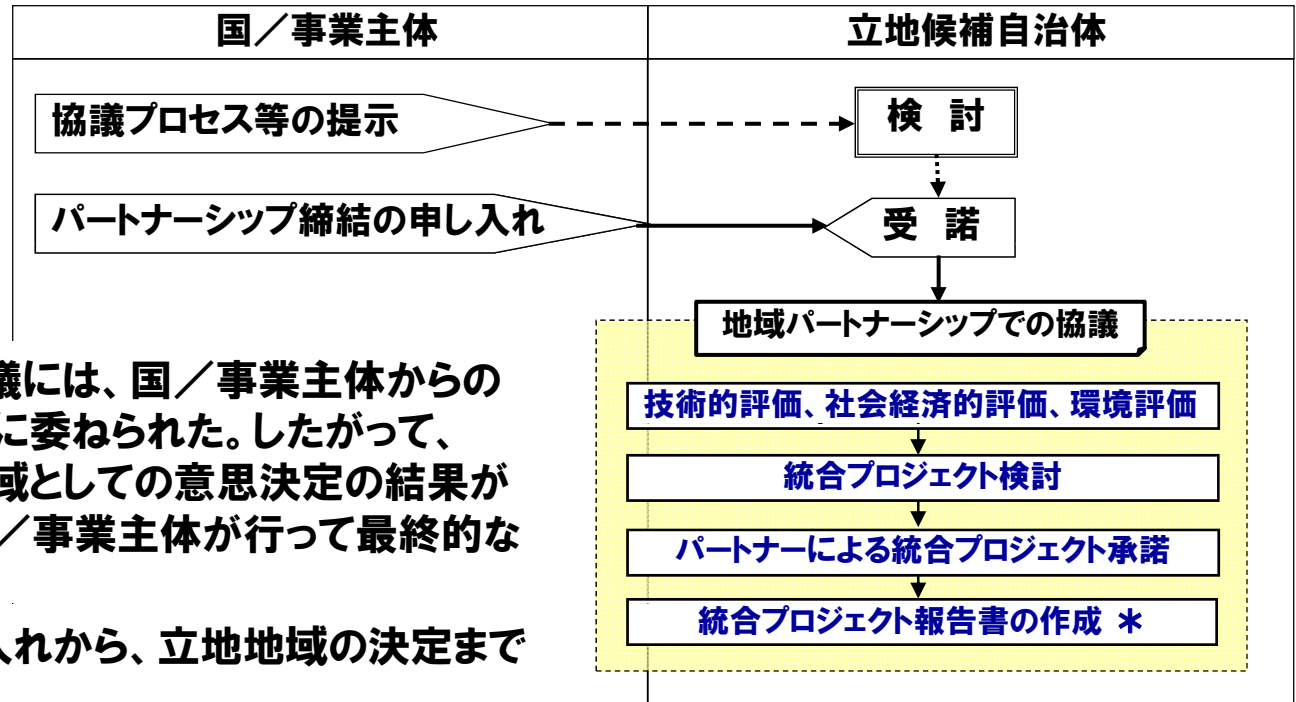 国／事業主体
立地候補自治体
協議プロセス等の提示
検 討
パートナーシップ締結の申し入れ
受 諾
地域パートナーシップでの協議
技術的評価、社会経済的評価、環境評価
統合プロジェクト検討
パートナーによる統合プロジェクト承諾
統合プロジェクト報告書の作成 ＊
議には、国／事業主体からの
に委ねられた。したがって、
域としての意思決定の結果が
／事業主体が行って最終的な
入れから、立地地域の決定まで